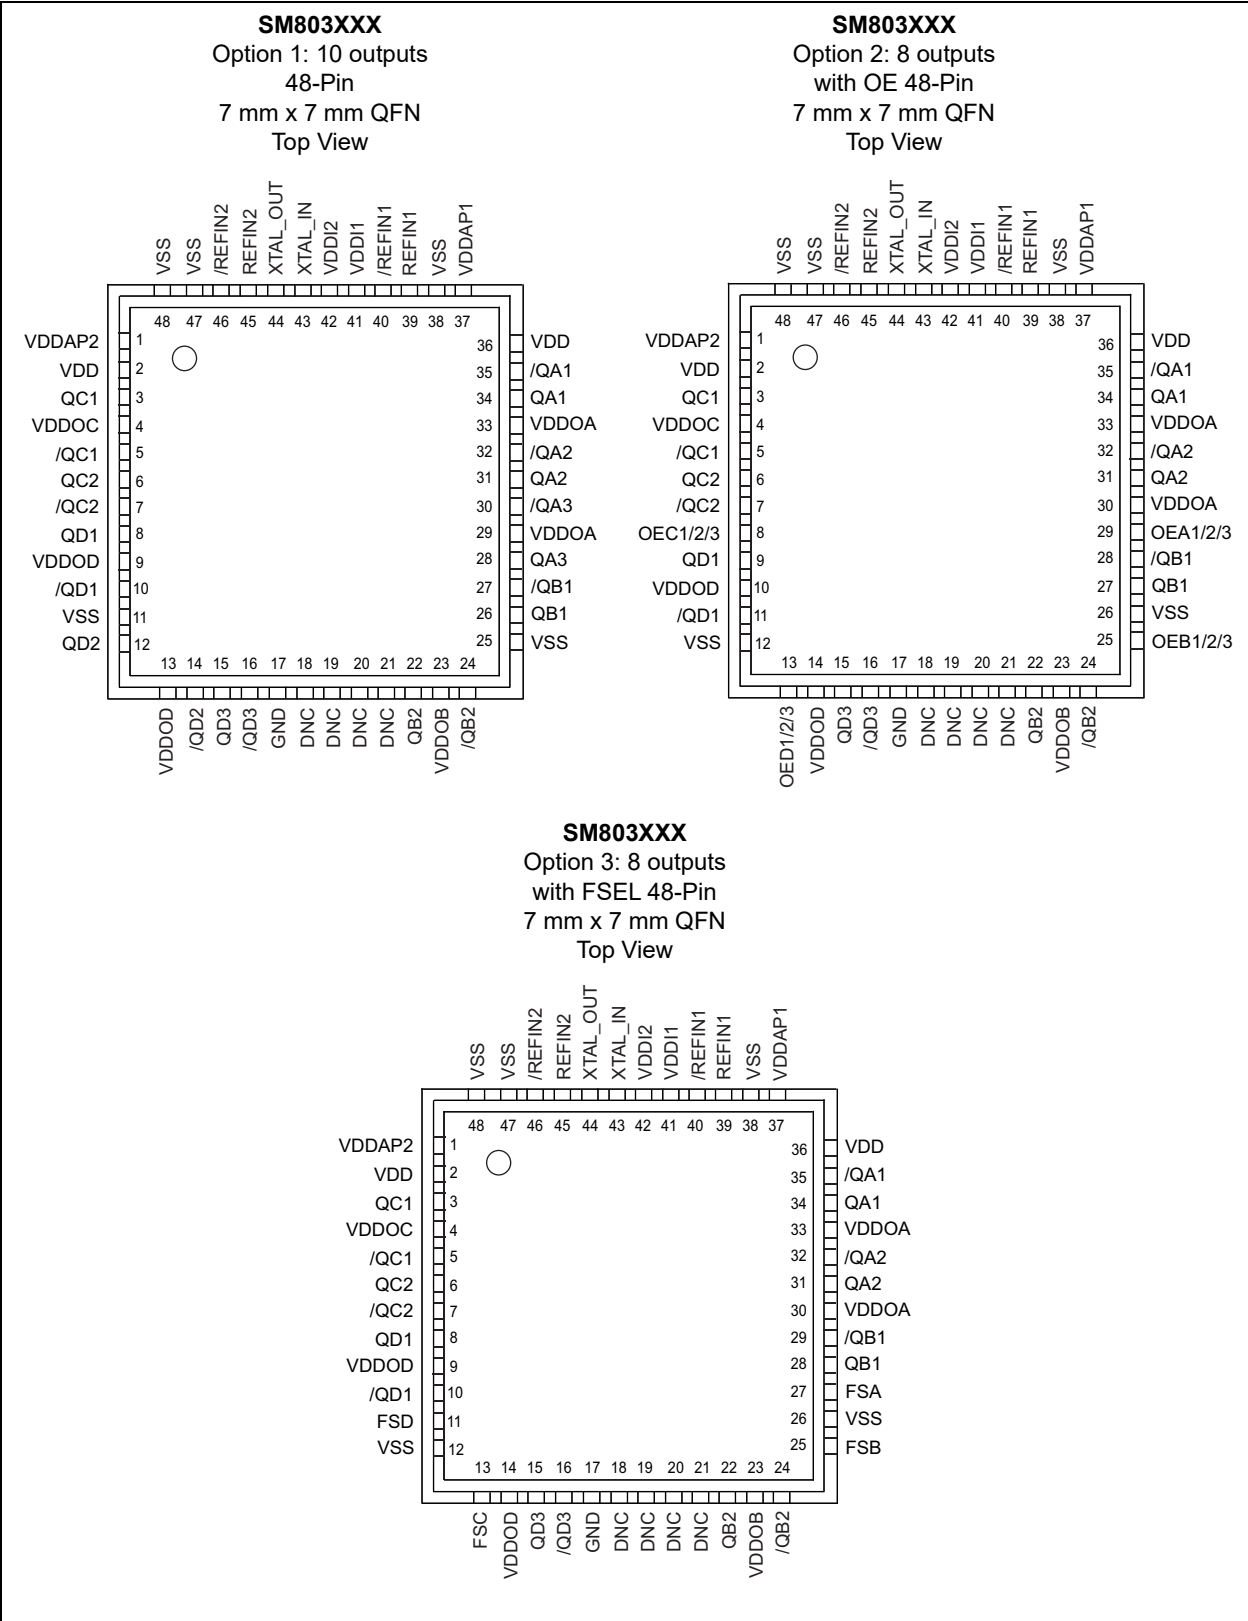 SM803XXX
Option 1: 10 outputs
48-Pin
7 mm x 7 mm QFN
Top View
VSS
VSS
/REFIN2
REFIN2
XTAL_OUT
XTAL_IN
VDDI2
VDDI1
/REFIN1
REFIN1
VSS
VDDAP1
48 47 46 45 44 43 42 41 40 39 38 37
VDDAP2 1
VDD 2
QC1 3
VDDOC 4
/QC1 5
QC2 6
/QC2 7
QD1 8
VDDOD 9
/QD1 10
VSS 11
QD2 12
36 VDD
35 /QA1
34 QA1
33 VDDOA
32 /QA2
31 QA2
30 /QA3
29 VDDOA
28 QA3
27 /QB1
26 QB1
25 VSS
13 14 15 16 17 18 19 20 21 22 23 24
VDDOD
/QD2
QD3
/QD3
GND
DNC
DNC
DNC
DNC
QB2
VDDOB
/QB2
SM803XXX
Option 2: 8 outputs
with OE 48-Pin
7 mm x 7 mm QFN
Top View
VSS
VSS
/REFIN2
REFIN2
XTAL_OUT
XTAL_IN
VDDI2
VDDI1
/REFIN1
REFIN1
VSS
VDDAP1
48 47 46 45 44 43 42 41 40 39 38 37
VDDAP2 1
VDD 2
QC1 3
VDDOC 4
/QC1 5
QC2 6
/QC2 7
OEC1/2/3 8
QD1 9
VDDOD 10
/QD1 11
VSS 12
36 VDD
35 /QA1
34 QA1
33 VDDOA
32 /QA2
31 QA2
30 VDDOA
29 OEA1/2/3
28 /QB1
27 QB1
26 VSS
25 OEB1/2/3
13 14 15 16 17 18 19 20 21 22 23 24
OED1/2/3
VDDOD
QD3
/QD3
GND
DNC
DNC
DNC
DNC
QB2
VDDOB
/QB2
SM803XXX
Option 3: 8 outputs
with FSEL 48-Pin
7 mm x 7 mm QFN
Top View
VSS
VSS
/REFIN2
REFIN2
XTAL_OUT
XTAL_IN
VDDI2
VDDI1
/REFIN1
REFIN1
VSS
VDDAP1
48 47 46 45 44 43 42 41 40 39 38 37
VDDAP2 1
VDD 2
QC1 3
VDDOC 4
/QC1 5
QC2 6
/QC2 7
QD1 8
VDDOD 9
/QD1 10
FSD 11
VSS 12
36 VDD
35 /QA1
34 QA1
33 VDDOA
32 /QA2
31 QA2
30 VDDOA
29 /QB1
28 QB1
27 FSA
26 VSS
25 FSB
13 14 15 16 17 18 19 20 21 22 23 24
FSC
VDDOD
QD3
/QD3
GND
DNC
DNC
DNC
DNC
QB2
VDDOB
/QB2